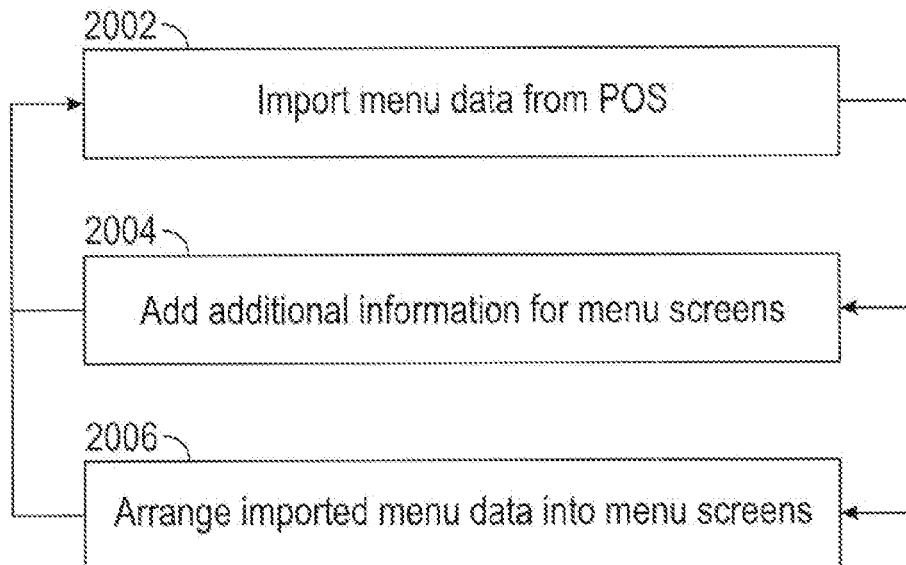 2002
Import menu data from POS
2004
Add additional information for menu screens
2006
Arrange imported menu data into menu screens